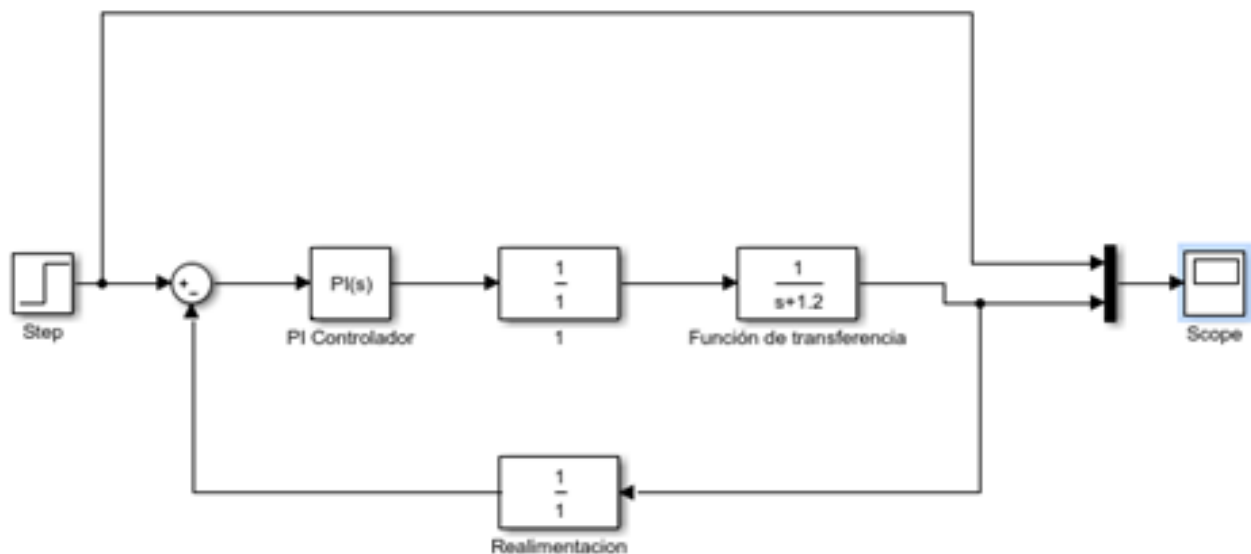 +
−
PI(s)
1
1
1
s+1.2
Step
PI Controlador
1
Función de transferencia
Scope
1
1
Realimentacion